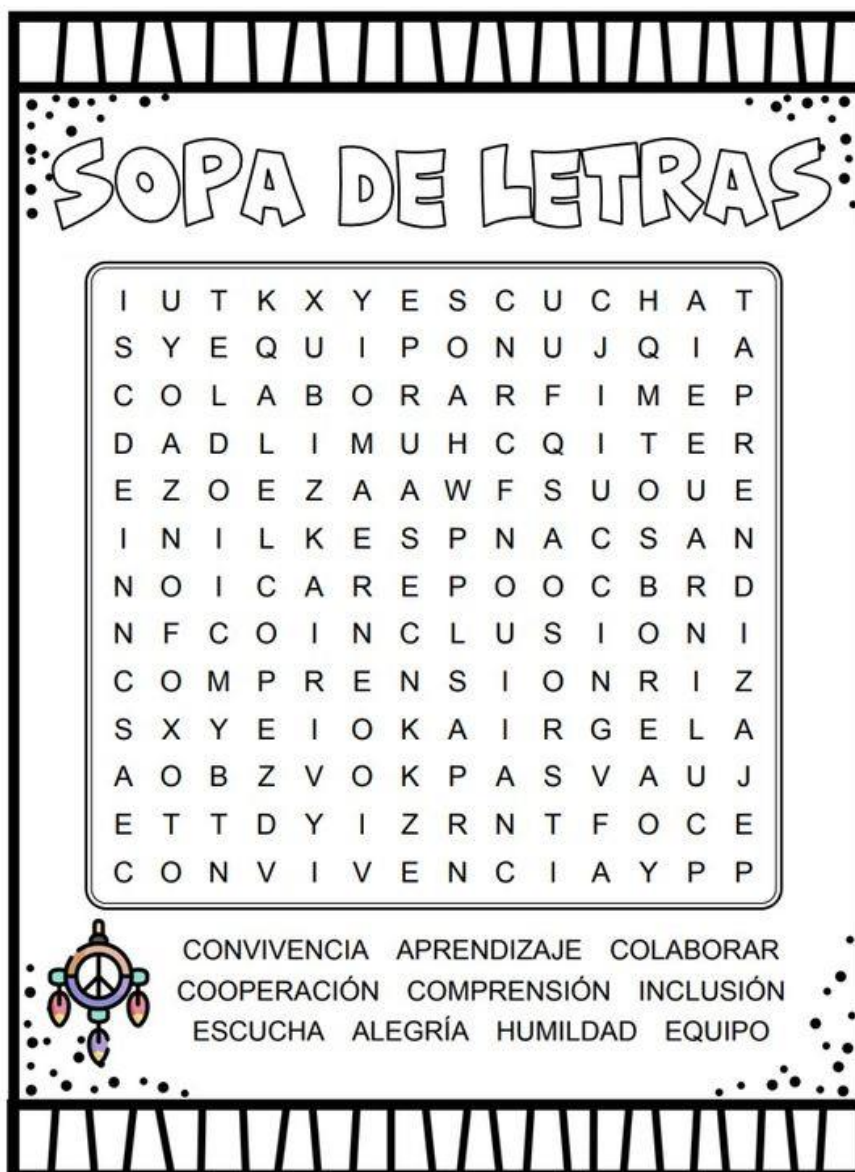 SOPA DE LETRAS
I U T K X Y E S C U C H A T
S Y E Q U I P O N U J Q I A
C O L A B O R A R F I M E P
D A D L I M U H C Q I T E R
E Z O E Z A A W F S U O U E
I N I L K E S P N A C S A N
N O I C A R E P O O C B R D
N F C O I N C L U S I O N I
C O M P R E N S I O N R I Z
S X Y E I O K A I R G E L A
A O B Z V O K P A S V A U J
E T T D Y I Z R N T F O C E
C O N V I V E N C I A Y P P
CONVIVENCIA APRENDIZAJE COLABORAR
COOPERACIÓN COMPRENSIÓN INCLUSIÓN
ESCUCHA ALEGRÍA HUMILDAD EQUIPO